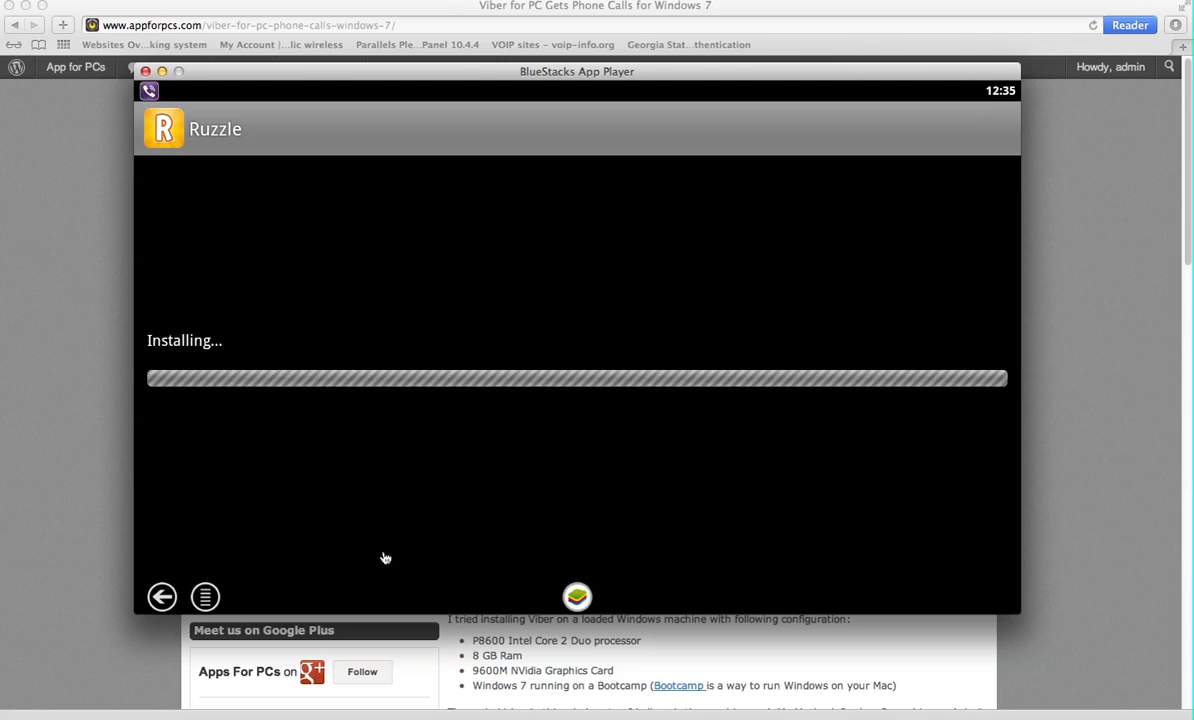 Viber for PC Gets Phone Calls for Windows 7
www.appforpcs.com/viber-for-pc-phone-calls-windows-7/
Reader
Websites Ov...king system My Account |...lic wireless Parallels Ple...Panel 10.4.4 VOIP sites - voip-info.org Georgia Stat...thentication
App for PCs
Howdy, admin
BlueStacks App Player
12:35
R
Ruzzle
Installing...
Meet us on Google Plus
Apps For PCs on g+ Follow
I tried installing Viber on a loaded Windows machine with following configuration:
• P8600 Intel Core 2 Duo processor
• 8 GB Ram
• 9600M NVidia Graphics Card
• Windows 7 running on a Bootcamp (Bootcamp is a way to run Windows on your Mac)